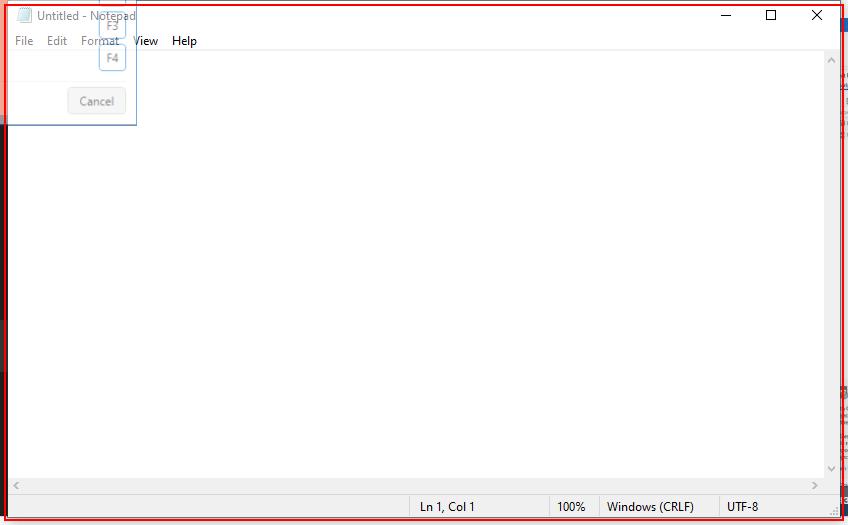 Untitled - Notepad
F3
File Edit Format View Help
F4
Cancel
Ln 1, Col 1 100% Windows (CRLF) UTF-8